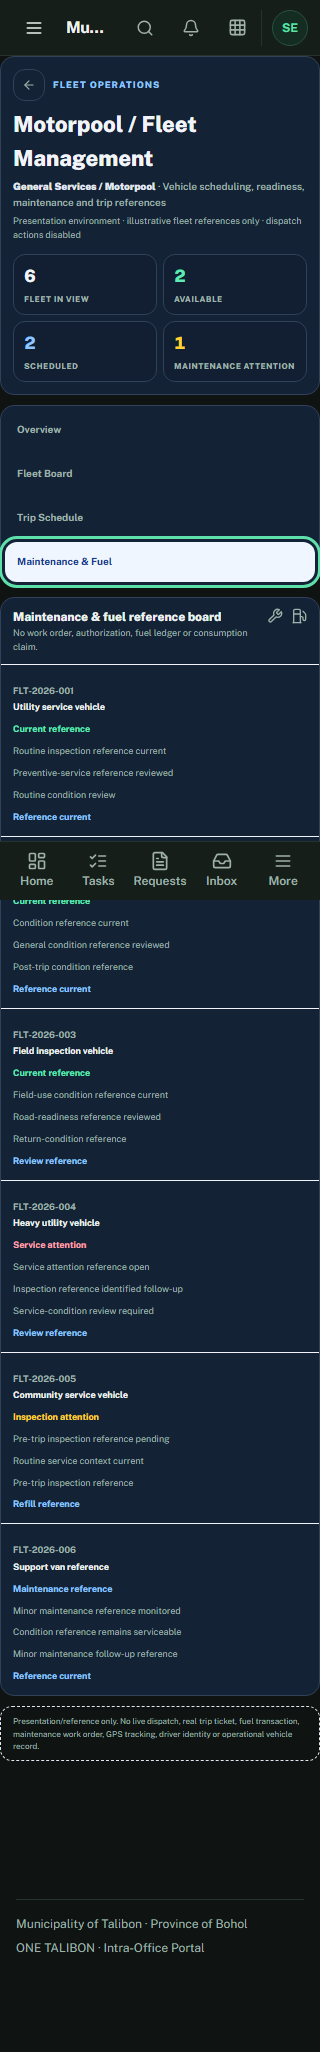 Mu...
SE
FLEET OPERATIONS
Motorpool / Fleet
Management
General Services / Motorpool · Vehicle scheduling, readiness,
maintenance and trip references
Presentation environment · illustrative fleet references only · dispatch
actions disabled
6
FLEET IN VIEW
2
AVAILABLE
2
SCHEDULED
1
MAINTENANCE ATTENTION
Overview
Fleet Board
Trip Schedule
Maintenance & Fuel
Maintenance & fuel reference board
No work order, authorization, fuel ledger or consumption
claim.
FLT-2026-001
Utility service vehicle
Current reference
Routine inspection reference current
Preventive-service reference reviewed
Routine condition review
Reference current
Home
Tasks
Requests
Inbox
More
Current reference
Condition reference current
General condition reference reviewed
Post-trip condition reference
Reference current
FLT-2026-003
Field inspection vehicle
Current reference
Field-use condition reference current
Road-readiness reference reviewed
Return-condition reference
Review reference
FLT-2026-004
Heavy utility vehicle
Service attention
Service attention reference open
Inspection reference identified follow-up
Service-condition review required
Review reference
FLT-2026-005
Community service vehicle
Inspection attention
Pre-trip inspection reference pending
Routine service context current
Pre-trip inspection reference
Refill reference
FLT-2026-006
Support van reference
Maintenance reference
Minor maintenance reference monitored
Condition reference remains serviceable
Minor maintenance follow-up reference
Reference current
Presentation/reference only. No live dispatch, real trip ticket, fuel transaction,
maintenance work order, GPS tracking, driver identity or operational vehicle
record.
Municipality of Talibon · Province of Bohol
ONE TALIBON · Intra-Office Portal